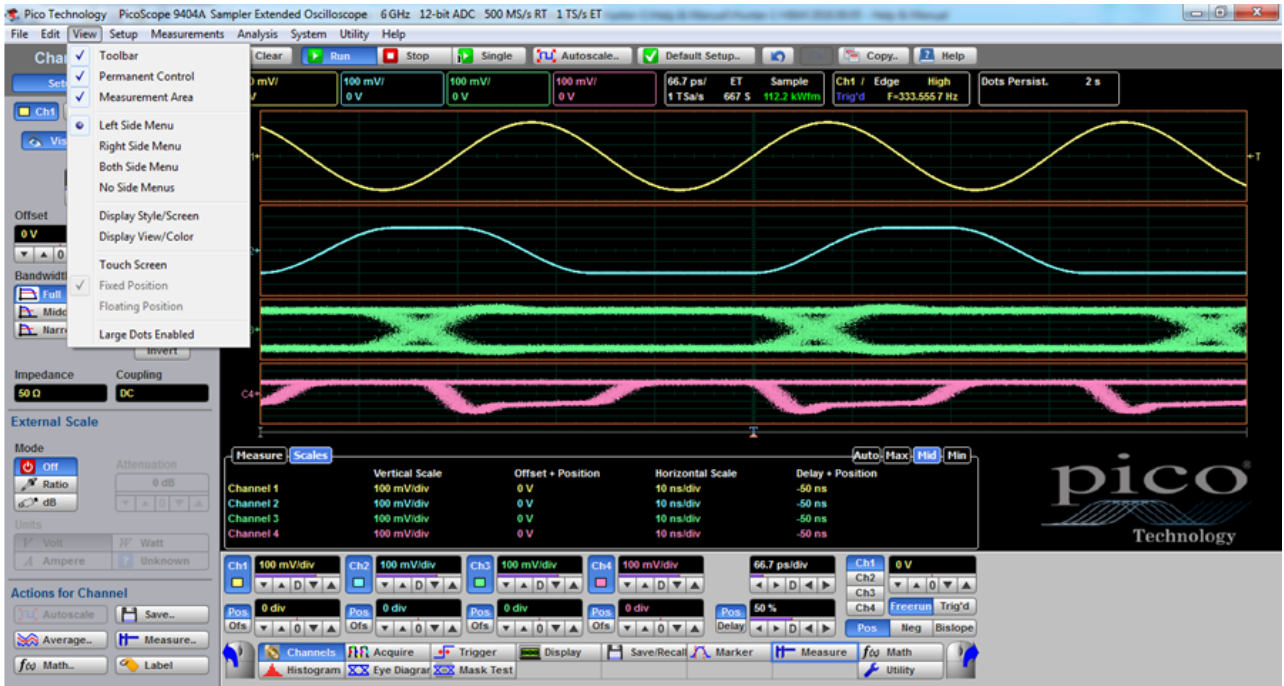 Pico Technology PicoScope 9404A Sampler Extended Oscilloscope 6 GHz 12-bit ADC 500 MS/s RT 1 TS/s ET
File Edit View Setup Measurements Analysis System Utility Help
Clear Run Stop Single Autoscale.. Default Setup.. Copy.. Help
Toolbar
Permanent Control
Measurement Area
Left Side Menu
Right Side Menu
Both Side Menu
No Side Menus
Display Style/Screen
Display View/Color
Touch Screen
Fixed Position
Floating Position
Large Dots Enabled
Ch1
Offset
0 V
0
Full
Invert
Impedance Coupling
50 Ω DC
External Scale
Mode
Off Attenuation
Ratio 0 dB
dB 0
Units
V Volt W Watt
A Ampere ? Unknown
Actions for Channel
Autoscale Save..
Average.. Measure..
Math.. Label
mV/ 100 mV/ 100 mV/ 100 mV/ 66.7 ps/ ET Sample Ch1 / Edge High Dots Persist. 2 s
0 V 0 V 0 V 1 TSa/s 667 S 112.2 kWfm Trig'd F=333.555 7 Hz
T
C4
T
Measure Scales Auto Max Mid Min
Vertical Scale Offset + Position Horizontal Scale Delay + Position
Channel 1 100 mV/div 0 V 10 ns/div -50 ns
Channel 2 100 mV/div 0 V 10 ns/div -50 ns
Channel 3 100 mV/div 0 V 10 ns/div -50 ns
Channel 4 100 mV/div 0 V 10 ns/div -50 ns
pico
Technology
Ch1 100 mV/div Ch2 100 mV/div Ch3 100 mV/div Ch4 100 mV/div 66.7 ps/div Ch1 0 V
D D D D D Ch2 0
Ch3
Pos 0 div Pos 0 div Pos 0 div Pos 0 div Pos 50 % Ch4 Freerun Trig'd
Ofs 0 Ofs 0 Ofs 0 Ofs 0 Delay D Pos Neg Bislope
Channels Acquire Trigger Display Save/Recall Marker Measure Math
Histogram Eye Diagrar Mask Test Utility